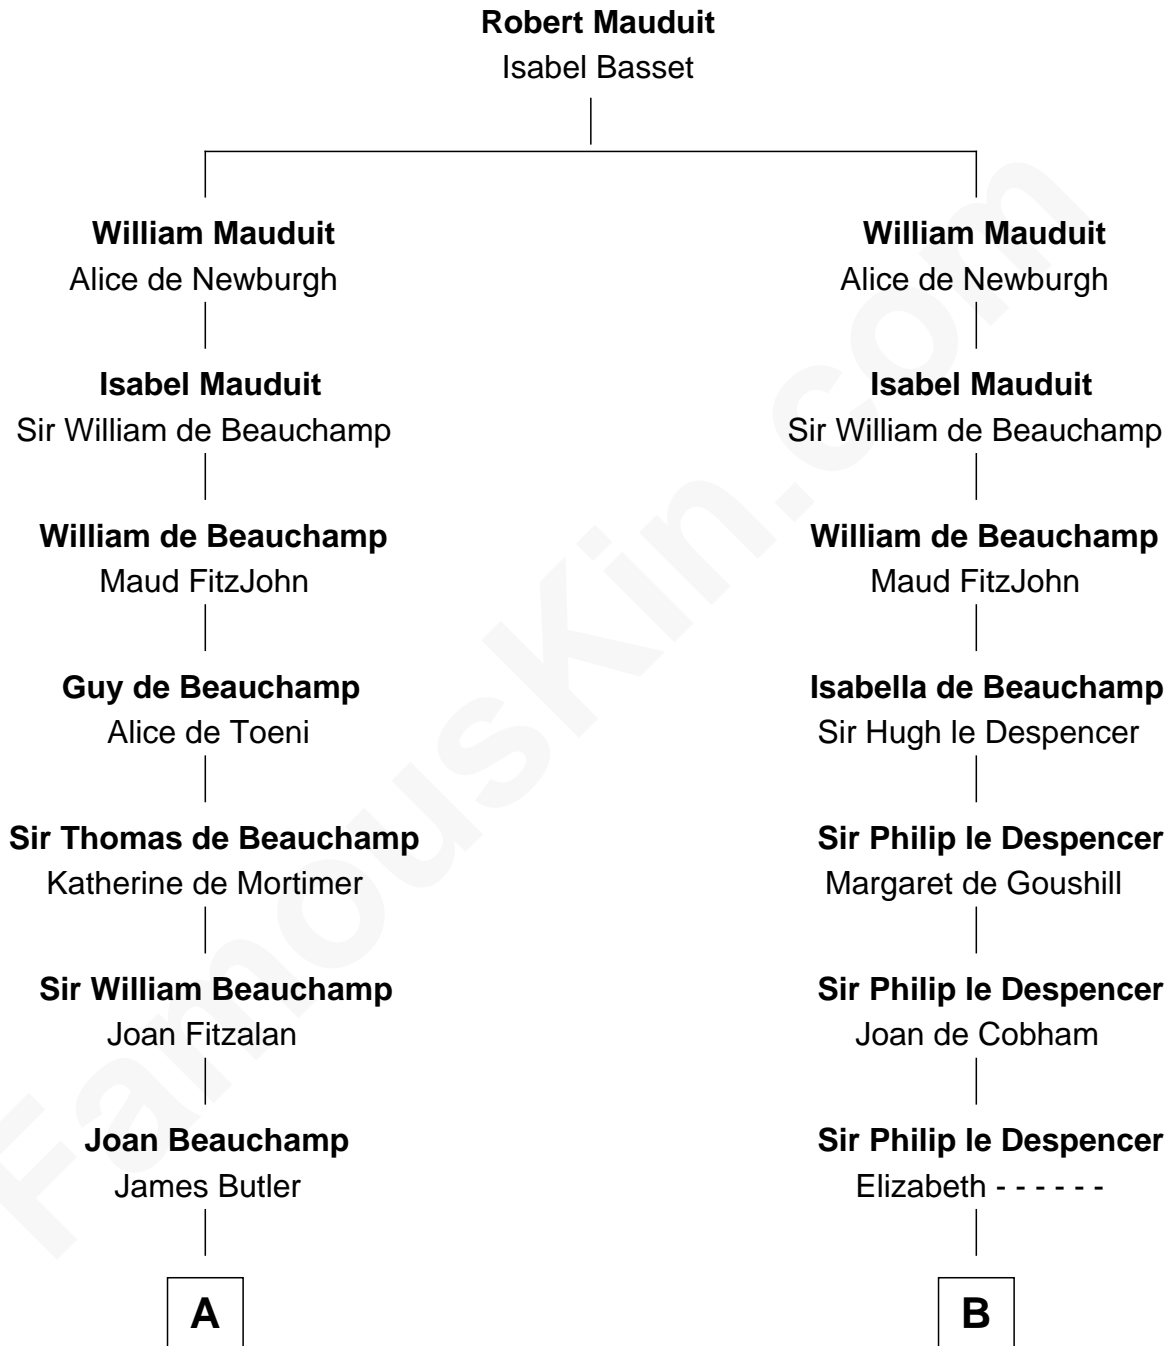 Robert Mauduit
Isabel Basset
William Mauduit
Alice de Newburgh
William Mauduit
Alice de Newburgh
Isabel Mauduit
Sir William de Beauchamp
Isabel Mauduit
Sir William de Beauchamp
William de Beauchamp
Maud FitzJohn
William de Beauchamp
Maud FitzJohn
Guy de Beauchamp
Alice de Toeni
Isabella de Beauchamp
Sir Hugh le Despencer
Sir Thomas de Beauchamp
Katherine de Mortimer
Sir Philip le Despencer
Margaret de Goushill
Sir William Beauchamp
Joan Fitzalan
Sir Philip le Despencer
Joan de Cobham
Joan Beauchamp
James Butler
Sir Philip le Despencer
Elizabeth - - - - - -
A
B
FamousKin.com